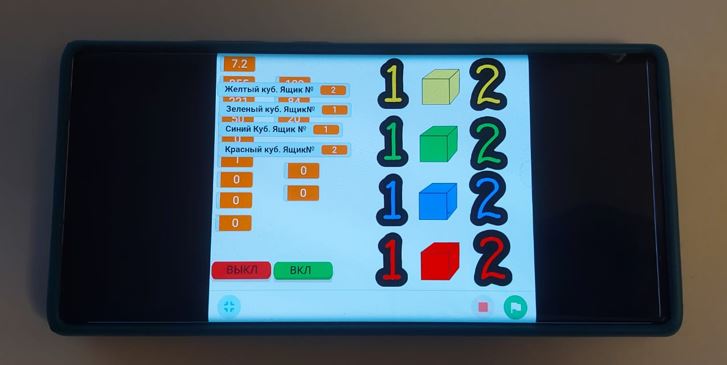 7.2
Желтый куб. Ящик № 2
Зеленый куб. Ящик№ 1
Синий Куб. Ящик № 1
Красный куб. Ящик№ 2
0 0
0 0
0
ВЫКЛ ВКЛ
1 2
1 2
1 2
1 2